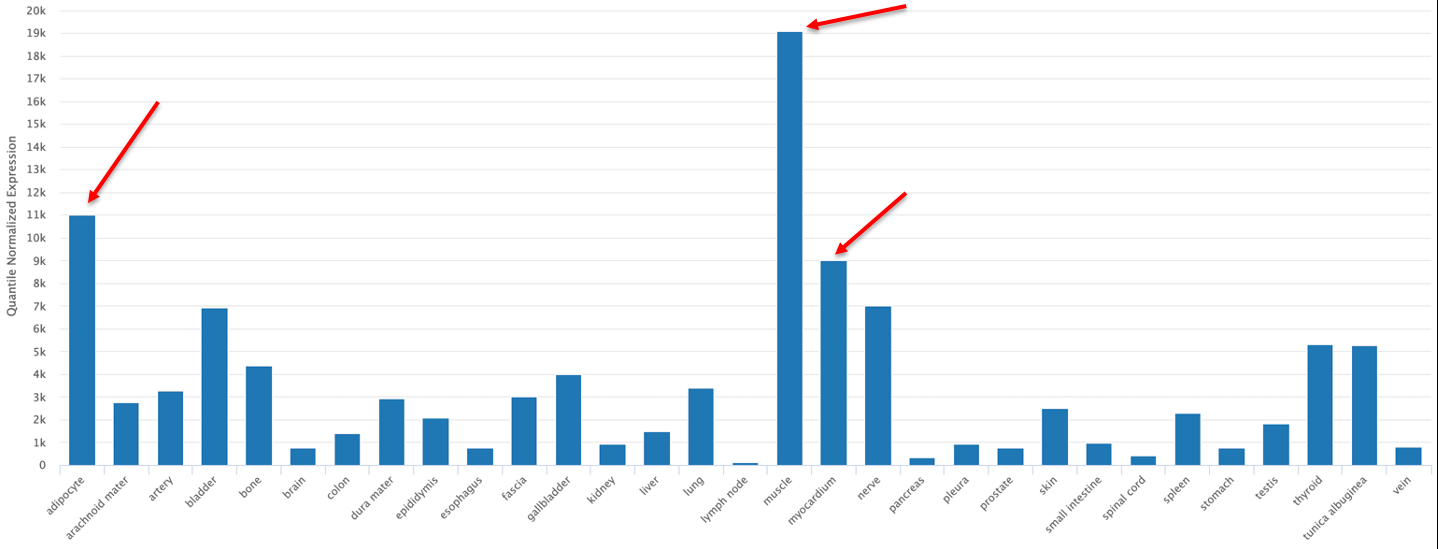 20k
19k
18k
17k
16k
15k
14k
13k
12k
11k
10k
9k
8k
7k
6k
5k
4k
3k
2k
1k
0
Quantile Normalized Expression
adipocyte
arachnoid mater
artery
bladder
bone
brain
colon
dura mater
epididymis
esophagus
fascia
gallbladder
kidney
liver
lung
lymph node
muscle
myocardium
nerve
pancreas
pleura
prostate
skin
small intestine
spinal cord
spleen
stomach
testis
thyroid
tunica albuginea
vein